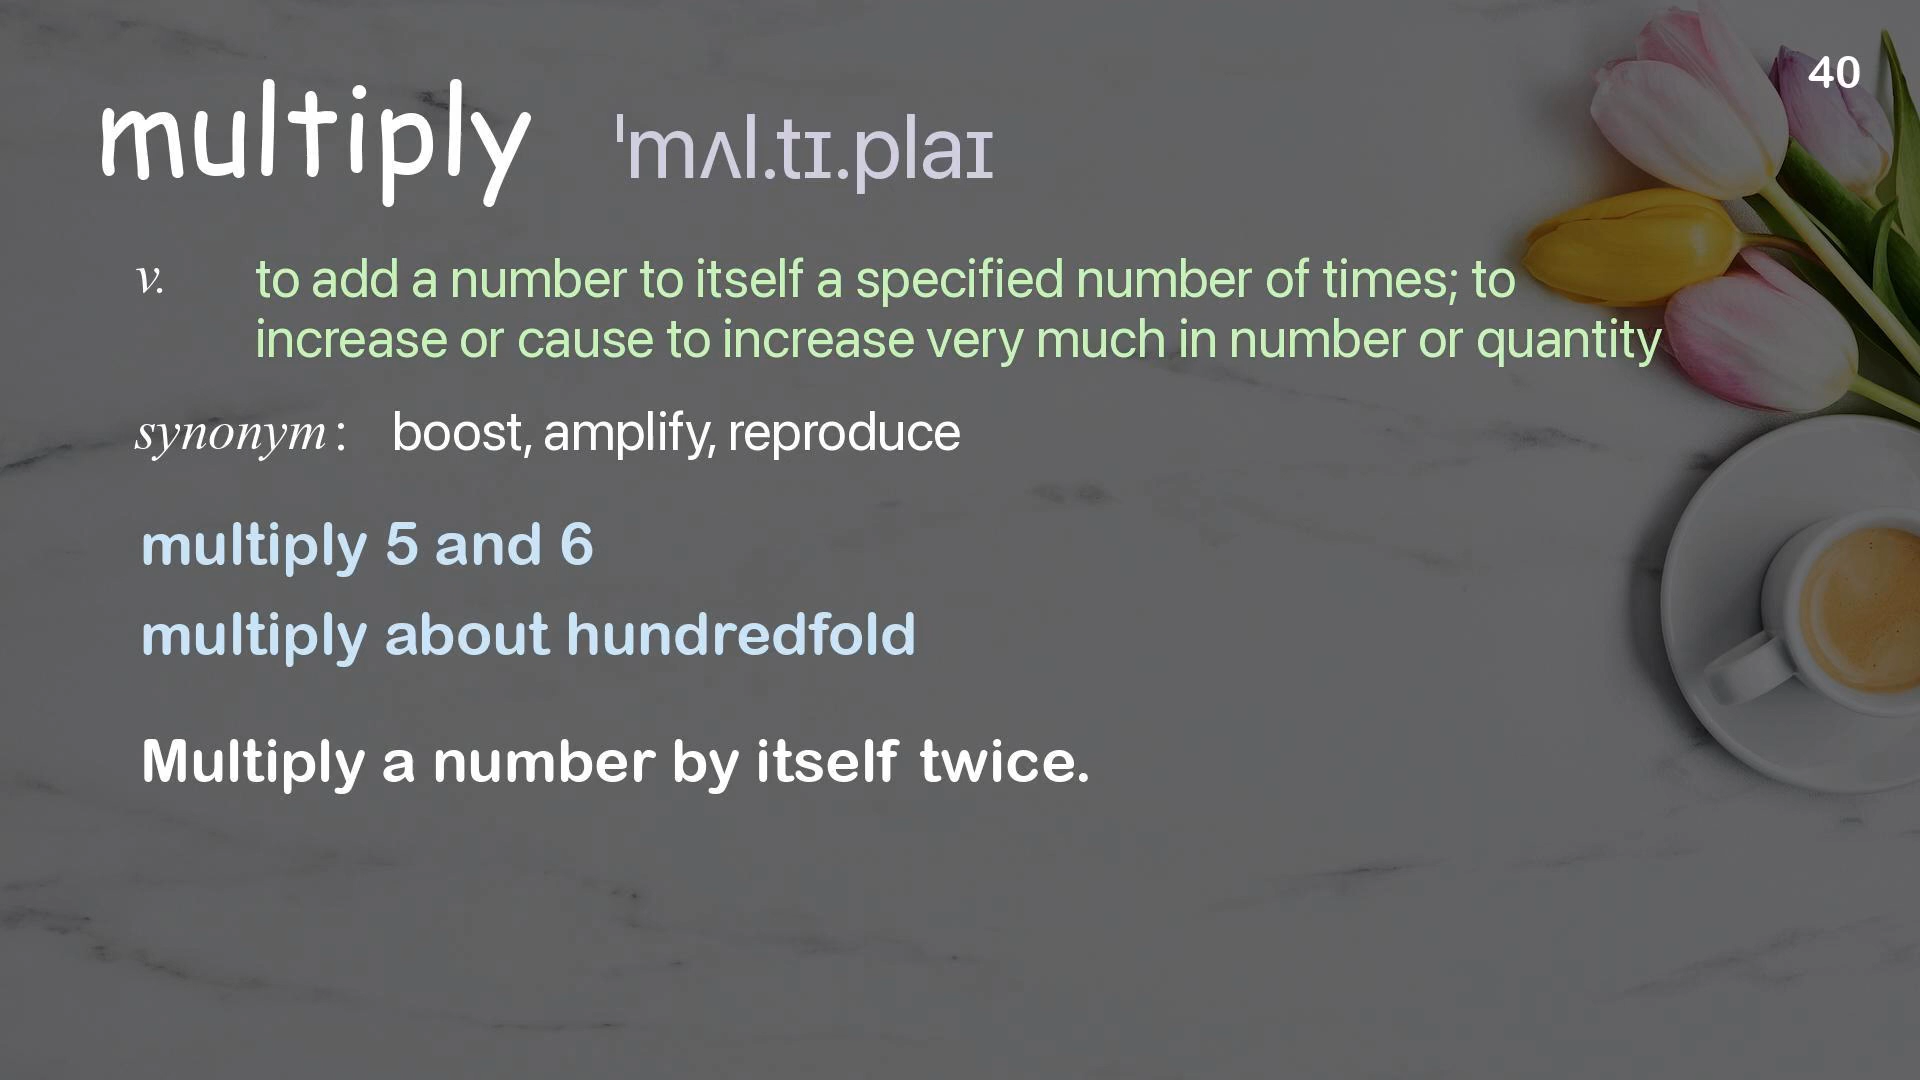 40
multiply ˈmʌl.tɪ.plaɪ
v. to add a number to itself a specified number of times; to
increase or cause to increase very much in number or quantity
synonym : boost, amplify, reproduce
multiply 5 and 6
multiply about hundredfold
Multiply a number by itself twice.